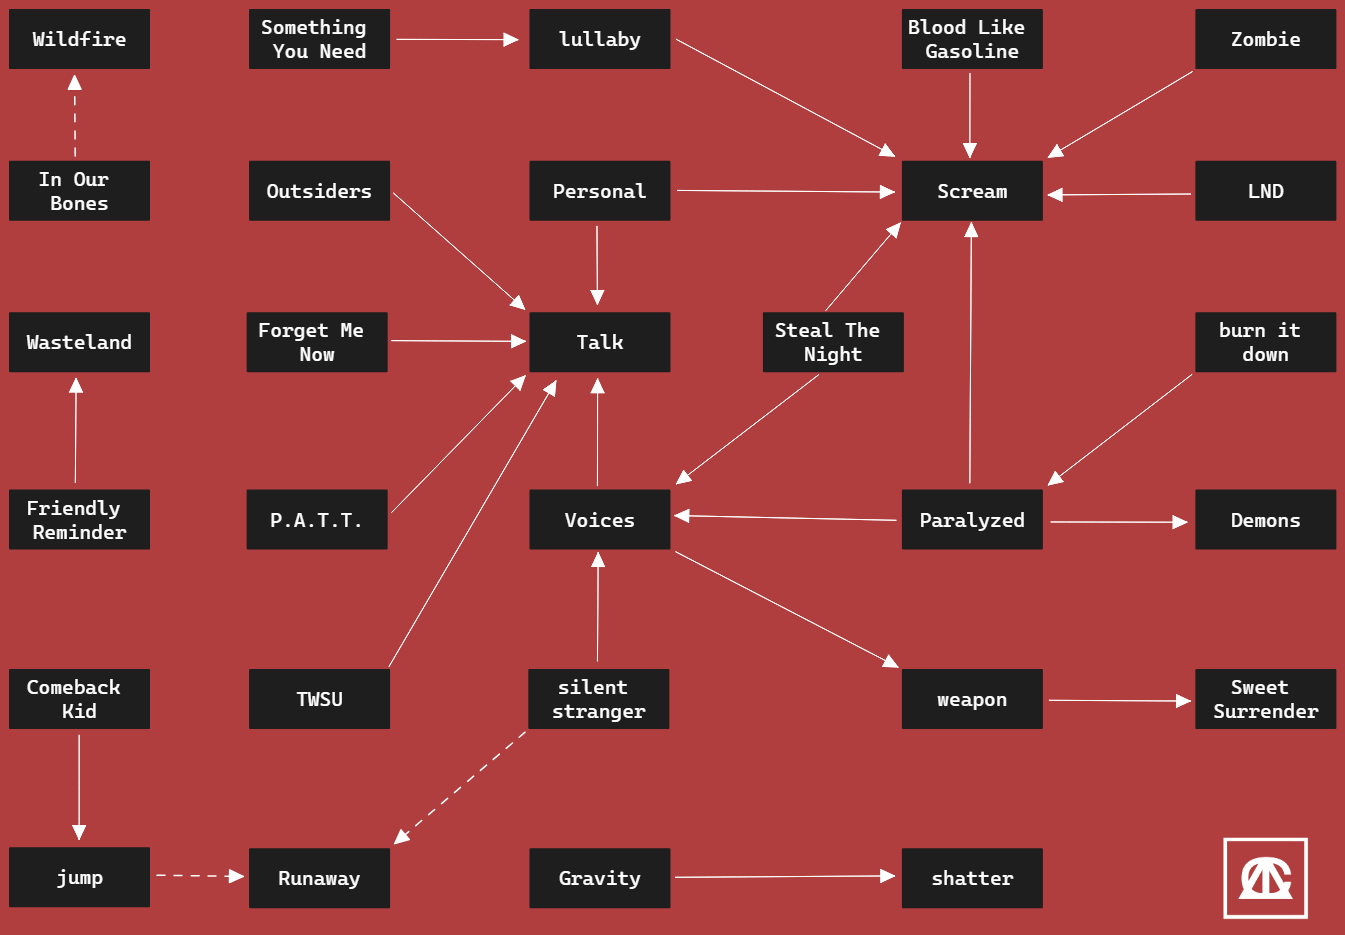 Wildfire
Something
You Need
lullaby
Blood Like
Gasoline
Zombie
In Our
Bones
Outsiders
Personal
Scream
LND
Wasteland
Forget Me
Now
Talk
Steal The
Night
burn it
down
Friendly
Reminder
P.A.T.T.
Voices
Paralyzed
Demons
Comeback
Kid
TWSU
silent
stranger
weapon
Sweet
Surrender
jump
Runaway
Gravity
shatter